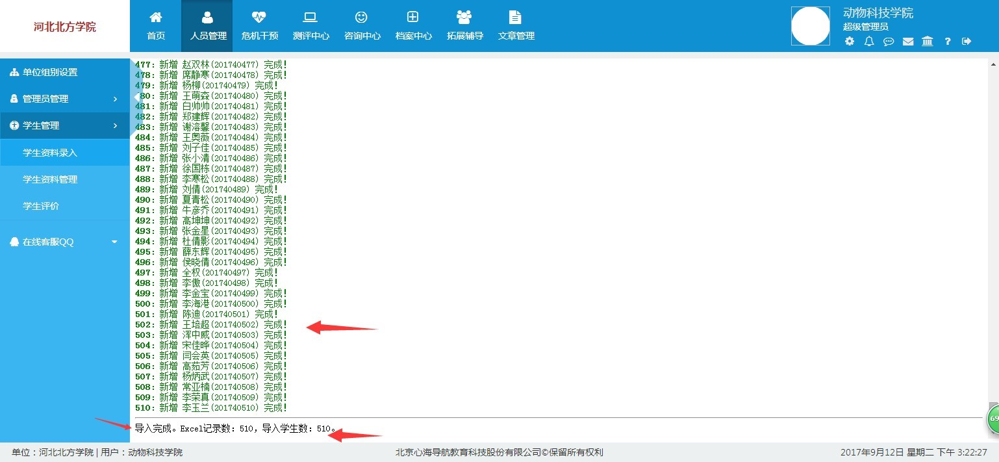 河北北方学院
首页 人员管理 危机干预 测评中心 咨询中心 档案中心 拓展辅导 文章管理
动物科技学院
超级管理员
单位组别设置
管理员管理
学生管理
学生资料录入
学生资料管理
学生评价
在线客服QQ
477: 新增 赵双林(201740477) 完成!
478: 新增 席静寒(201740478) 完成!
479: 新增 杨柳(201740479) 完成!
80: 新增 王萌森(201740480) 完成!
481: 新增 白帅帅(201740481) 完成!
482: 新增 郑建辉(201740482) 完成!
483: 新增 谢溶馨(201740483) 完成!
484: 新增 王奥薇(201740484) 完成!
485: 新增 刘子佳(201740485) 完成!
486: 新增 张小清(201740486) 完成!
487: 新增 徐国栋(201740487) 完成!
488: 新增 李寒松(201740488) 完成!
489: 新增 刘倩(201740489) 完成!
490: 新增 夏青松(201740490) 完成!
491: 新增 牛彦乔(201740491) 完成!
492: 新增 高坤坤(201740492) 完成!
493: 新增 张金星(201740493) 完成!
494: 新增 杜倩影(201740494) 完成!
495: 新增 薛东辉(201740495) 完成!
496: 新增 侯晓倩(201740496) 完成!
497: 新增 全权(201740497) 完成!
498: 新增 李傲(201740498) 完成!
499: 新增 李金宝(201740499) 完成!
500: 新增 李海港(201740500) 完成!
501: 新增 陈迪(201740501) 完成!
502: 新增 王培超(201740502) 完成!
503: 新增 浑中威(201740503) 完成!
504: 新增 宋佳晔(201740504) 完成!
505: 新增 闫会英(201740505) 完成!
506: 新增 高茹芳(201740506) 完成!
507: 新增 杨炳武(201740507) 完成!
508: 新增 常亚楠(201740508) 完成!
509: 新增 李荣真(201740509) 完成!
510: 新增 李玉兰(201740510) 完成!
导入完成。Excel记录数：510，导入学生数：510。
69
单位：河北北方学院 | 用户：动物科技学院
北京心海导航教育科技股份有限公司©保留所有权利
2017年9月12日 星期二 下午 3:22:27